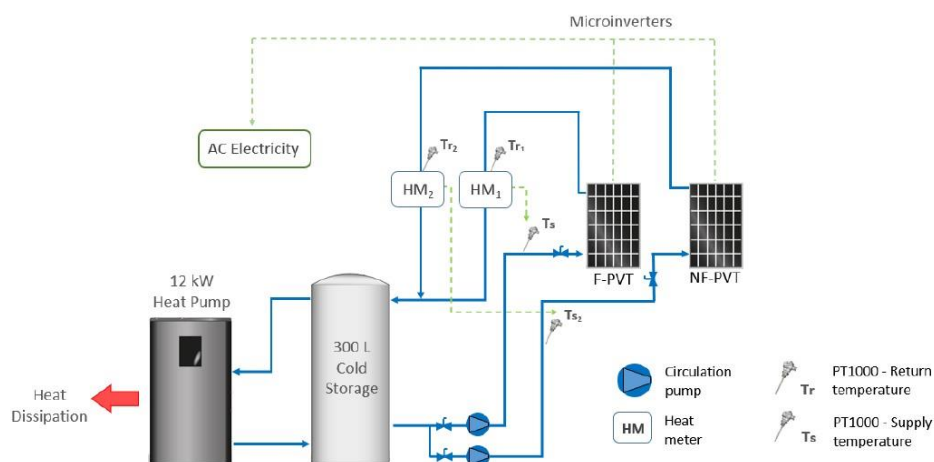 Microinverters
AC Electricity
Tr₂
Tr₁
HM₂
HM₁
Ts
F-PVT
NF-PVT
12 kW
Heat Pump
Ts₂
300 L
Cold
Storage
Heat
Dissipation
Circulation
pump
HM
Heat
meter
Tr
PT1000 - Return
temperature
Ts
PT1000 - Supply
temperature